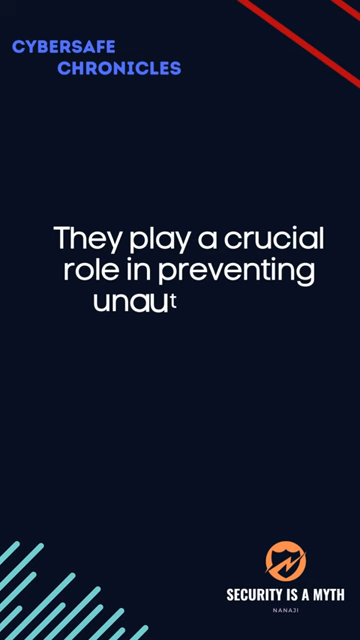 CYBERSAFE
CHRONICLES
They play a crucial
role in preventing
unaut
SECURITY IS A MYTH
NANAJI